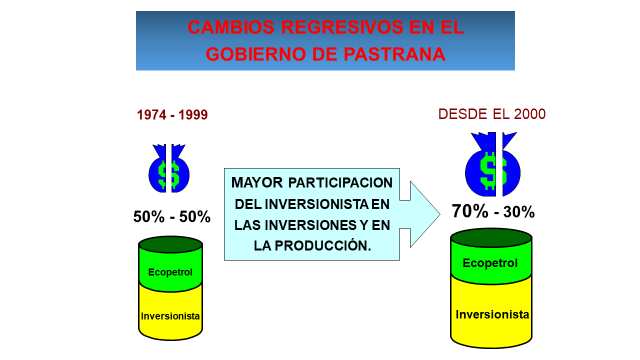 CAMBIOS REGRESIVOS EN EL
GOBIERNO DE PASTRANA
1974 - 1999
DESDE EL 2000
$
$
MAYOR PARTICIPACION
DEL INVERSIONISTA EN
LAS INVERSIONES Y EN
LA PRODUCCIÓN.
50% - 50%
70% - 30%
Ecopetrol
Inversionista
Ecopetrol
Inversionista